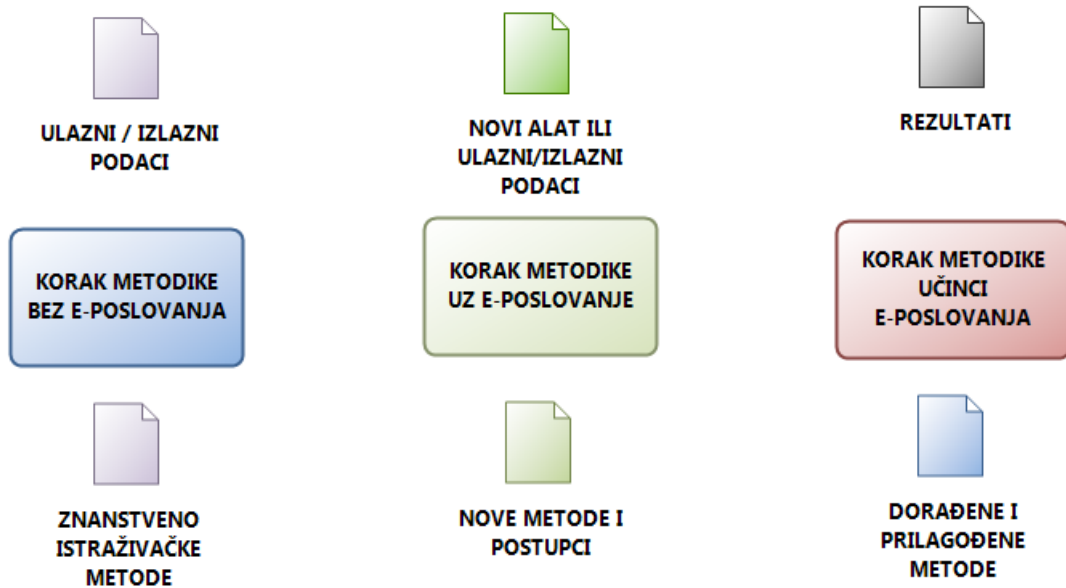 ULAZNI / IZLAZNI
PODACI
NOVI ALAT ILI
ULAZNI/IZLAZNI
PODACI
REZULTATI
KORAK METODIKE
BEZ E-POSLOVANJA
KORAK METODIKE
UZ E-POSLOVANJE
KORAK METODIKE
UČINCI
E-POSLOVANJA
ZNANSTVENO
ISTRAŽIVAČKE
METODE
NOVE METODE I
POSTUPCI
DORAĐENE I
PRILAGOĐENE
METODE